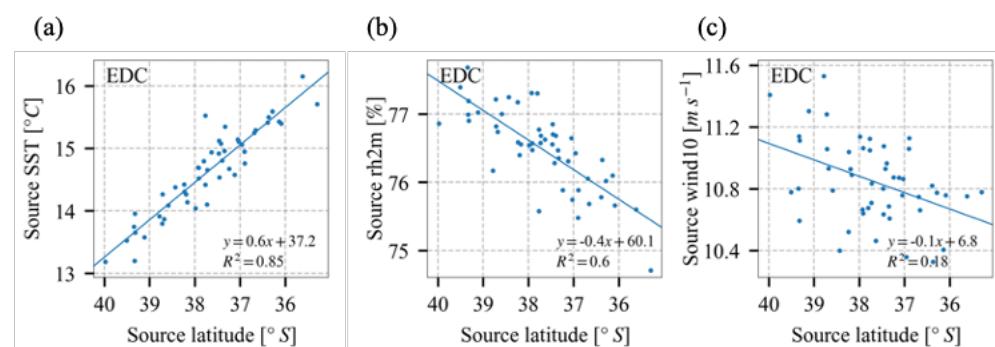 (a)
(b)
(c)
EDC
Source SST [°C]
16
15
14
13
y=0.6x+37.2
R²=0.85
40 39 38 37 36
Source latitude [° S]
EDC
Source rh2m [%]
77
76
75
y=-0.4x+60.1
R²=0.6
40 39 38 37 36
Source latitude [° S]
EDC
Source wind10 [m s⁻¹]
11.6
11.2
10.8
10.4
y=-0.1x+6.8
R²=0.18
40 39 38 37 36
Source latitude [° S]